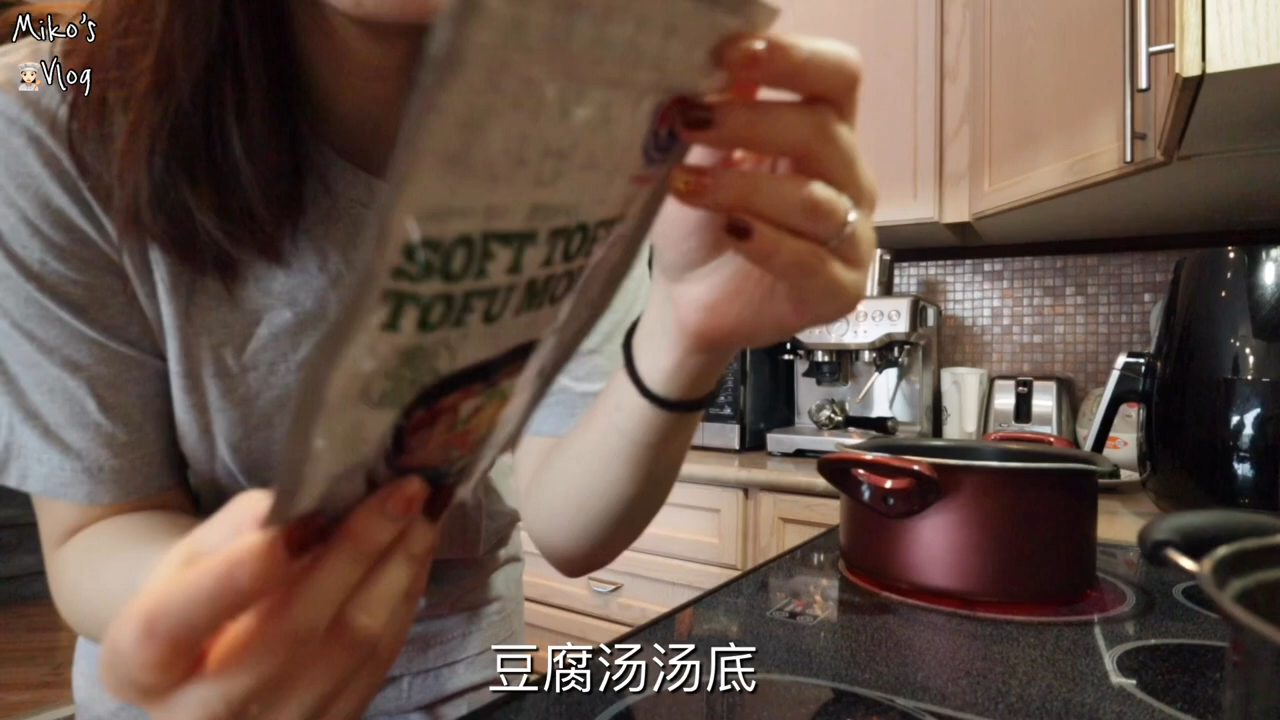 Miko's
Vlog
SOFT TOF
TOFU MO
豆腐汤汤底